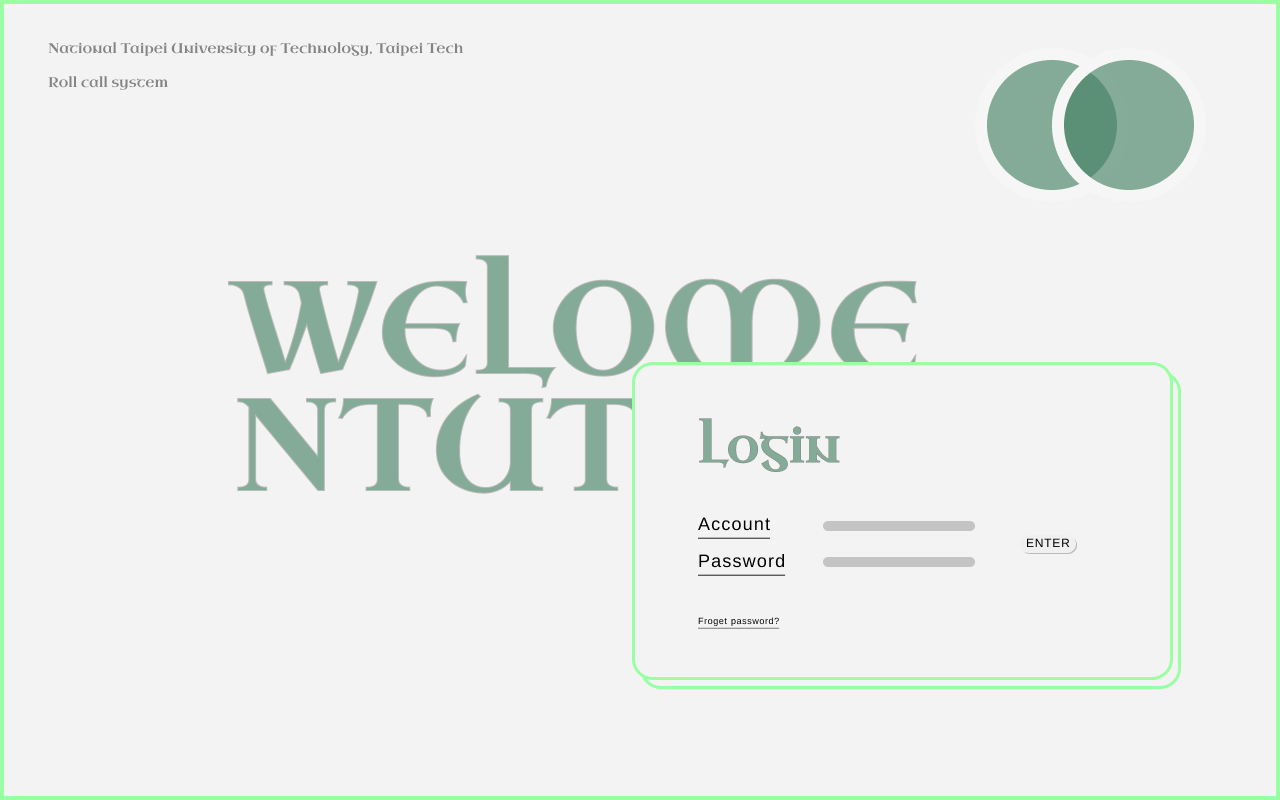 National Taipei University of Technology, Taipei Tech
Roll call system
WELOME
NTUT
Login
Account
Password
ENTER
Froget password?